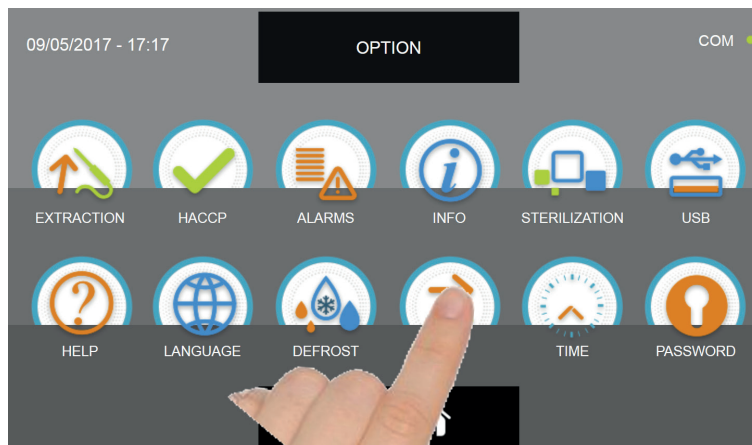 09/05/2017 - 17:17
OPTION
COM
EXTRACTION
HACCP
ALARMS
INFO
STERILIZATION
USB
HELP
LANGUAGE
DEFROST
TIME
PASSWORD